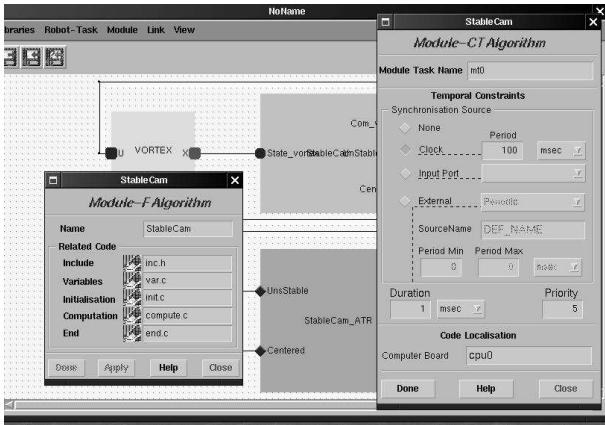 NoName
braries Robot-Task Module Link View
VORTEX
U
X
State_vortex
Com_
Cen
UnsStable
StableCam_ATR
Centered
StableCam
Module-F Algorithm
Name StableCam
Related Code
Include inc.h
Variables var.c
Initialisation init.c
Computation compute.c
End end.c
Done Apply Help Close
StableCam
Module-CT Algorithm
Module Task Name mt0
Temporal Constraints
Synchronisation Source
None
Period
Clock 100 msec
Input Port
External Periodic
SourceName DEF_NAME
Period Min Period Max
0 0 msec
Duration Priority
1 msec 5
Code Localisation
Computer Board cpu0
Done Help Close